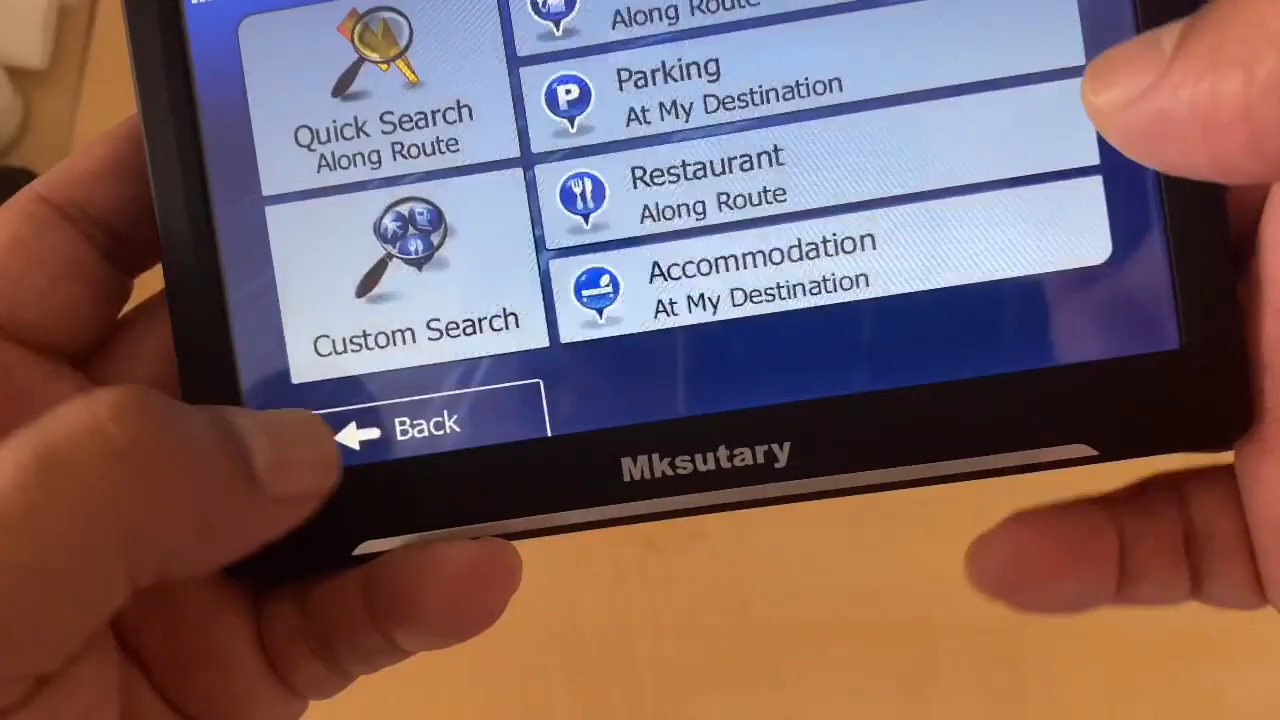 Along Route
Quick Search
Along Route
Parking
At My Destination
Restaurant
Along Route
Custom Search
Accommodation
At My Destination
Back
Mksutary